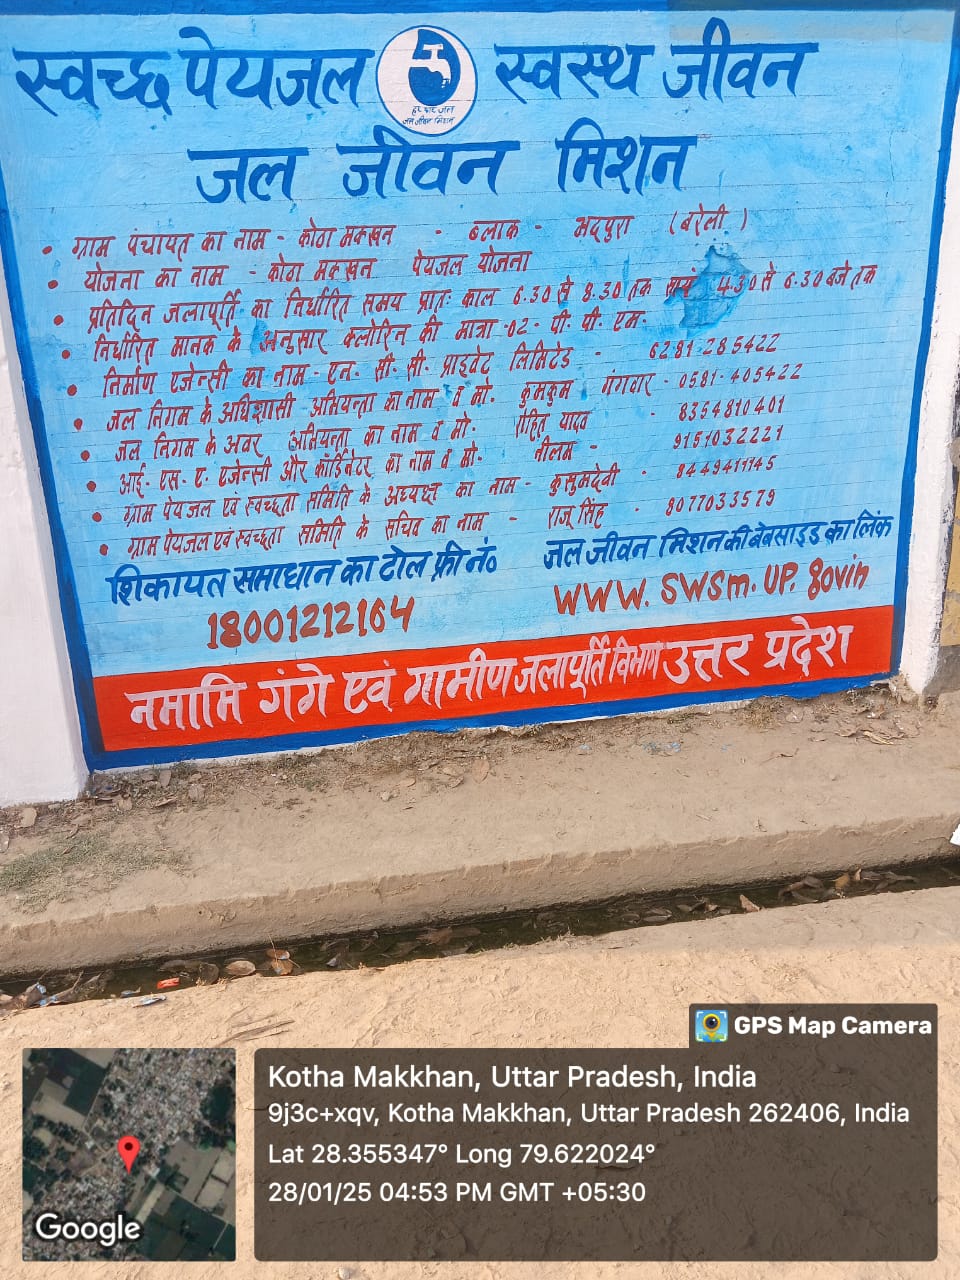 स्वच्छ पेयजल स्वस्थ जीवन
हर घर जल
जल जीवन मिशन
जल जीवन मिशन
• ग्राम पंचायत का नाम - कोठा मक्खन - ब्लाक - भदपुरा (बरेली)
• योजना का नाम - कोठा मक्खन पेयजल योजना
• प्रतिदिन जलापूर्ति का निर्धारित समय प्रातः काल 6.30 से 8.30 तक सायं 4.30 से 6.30 बजे तक
• निर्धारित मानक के अनुसार क्लोरिन की मात्रा - 02 - पी. पी. एम.
• निर्माण एजेन्सी का नाम - एन. सी. सी. प्राइवेट लिमिटेड - 6281285422
• जल निगम के अधिशासी अभियन्ता का नाम व मो. कुमकुम गंगवार - 0581-405422
• जल निगम के अवर अभियन्ता का नाम व मो. रोहित यादव - 8354810401
• आई. एस. ए. एजेन्सी और कॉर्डिनेटर का नाम व मो. नीलम - 9151032221
• ग्राम पेयजल एवं स्वच्छता समिति के अध्यक्ष का नाम - कुसुमदेवी - 8449411145
• ग्राम पेयजल एवं स्वच्छता समिति के सचिव का नाम - राजू सिंह - 8077033579
शिकायत समाधान का टोल फ्री नं० जल जीवन मिशन की बेबसाइड का लिंक
18001212164 WWW. SWSm. UP. govin
नमामि गंगे एवं ग्रामीण जलापूर्ति विभाग उत्तर प्रदेश
GPS Map Camera
Kotha Makkhan, Uttar Pradesh, India
9j3c+xqv, Kotha Makkhan, Uttar Pradesh 262406, India
Lat 28.355347° Long 79.622024°
28/01/25 04:53 PM GMT +05:30
Google